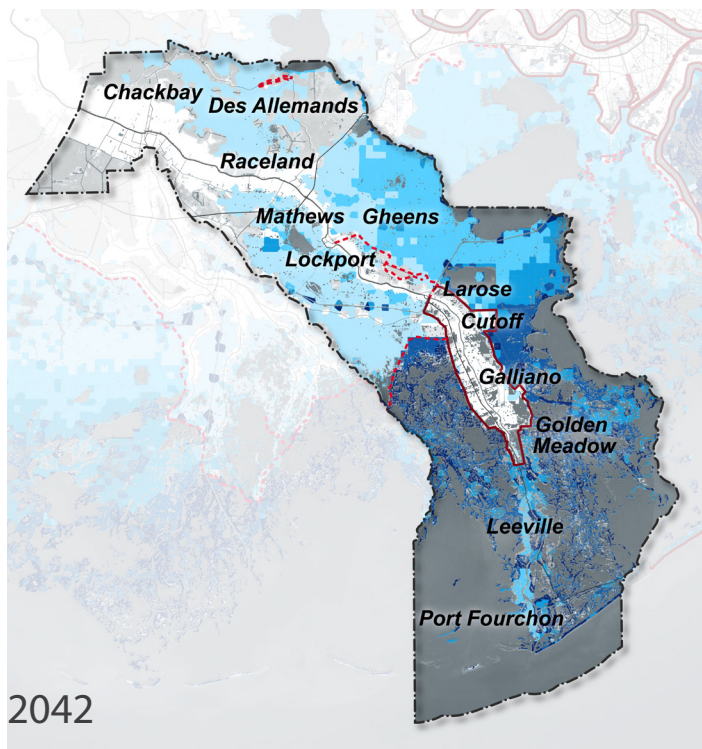 Chackbay
Des Allemands
Raceland
Mathews
Gheens
Lockport
Larose
Cutoff
Galliano
Golden
Meadow
Leeville
Port Fourchon
2042